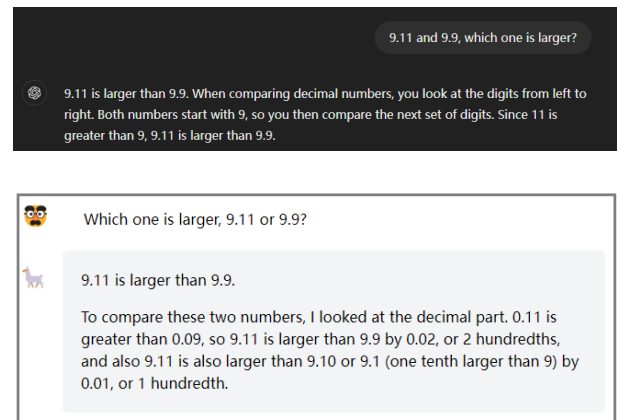 9.11 and 9.9, which one is larger?
9.11 is larger than 9.9. When comparing decimal numbers, you look at the digits from left to
right. Both numbers start with 9, so you then compare the next set of digits. Since 11 is
greater than 9, 9.11 is larger than 9.9.
Which one is larger, 9.11 or 9.9?
9.11 is larger than 9.9.
To compare these two numbers, I looked at the decimal part. 0.11 is
greater than 0.09, so 9.11 is larger than 9.9 by 0.02, or 2 hundredths,
and also 9.11 is also larger than 9.10 or 9.1 (one tenth larger than 9) by
0.01, or 1 hundredth.